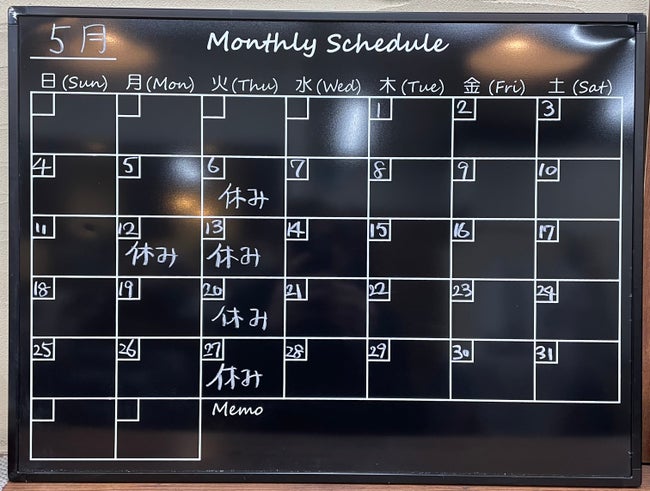 5月
Monthly Schedule
日(Sun) 月(Mon) 火(Thu) 水(Wed) 木(Tue) 金(Fri) 土(Sat)
1 2 3
4 5 6 7 8 9 10
休み
11 12 13 14 15 16 17
休み 休み
18 19 20 21 22 23 24
休み
25 26 27 28 29 30 31
休み
Memo